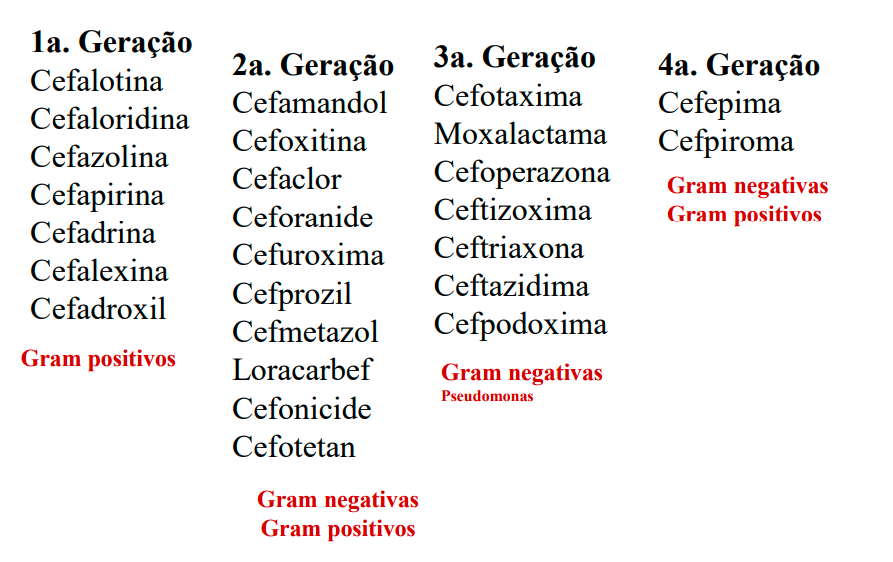 1a. Geração
Cefalotina
Cefaloridina
Cefazolina
Cefapirina
Cefadrina
Cefalexina
Cefadroxil
Gram positivos
2a. Geração
Cefamandol
Cefoxitina
Cefaclor
Ceforanide
Cefuroxima
Cefprozil
Cefmetazol
Loracarbef
Cefonicide
Cefotetan
Gram negativas
Gram positivos
3a. Geração
Cefotaxima
Moxalactama
Cefoperazona
Ceftizoxima
Ceftriaxona
Ceftazidima
Cefpodoxima
Gram negativas
Pseudomonas
4a. Geração
Cefepima
Cefpiroma
Gram negativas
Gram positivos